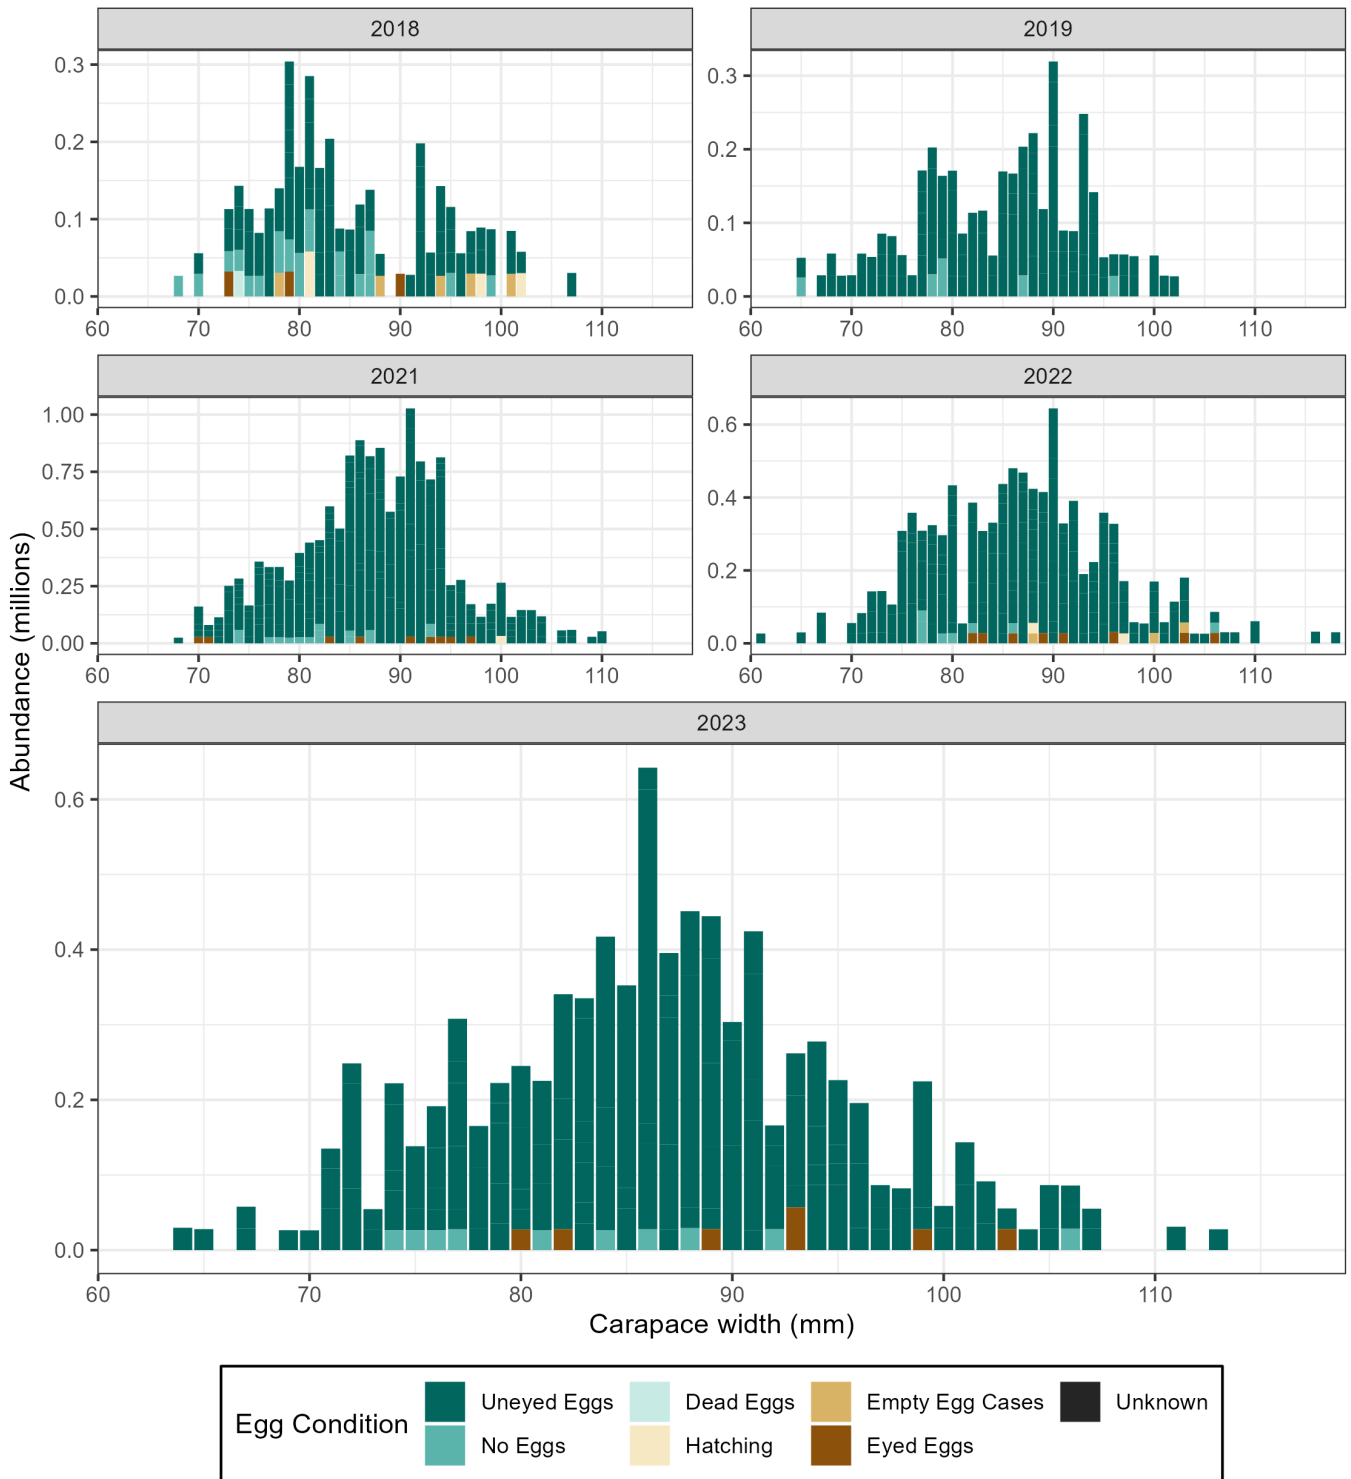 2018
2019
0.3
0.2
0.1
0.0
60 70 80 90 100 110
0.3
0.2
0.1
0.0
60 70 80 90 100 110
2021
2022
1.00
0.75
0.50
0.25
0.00
60 70 80 90 100 110
0.6
0.4
0.2
0.0
60 70 80 90 100 110
Abundance (millions)
2023
0.6
0.4
0.2
0.0
60 70 80 90 100 110
Carapace width (mm)
Egg Condition
Uneyed Eggs Dead Eggs Empty Egg Cases Unknown
No Eggs Hatching Eyed Eggs